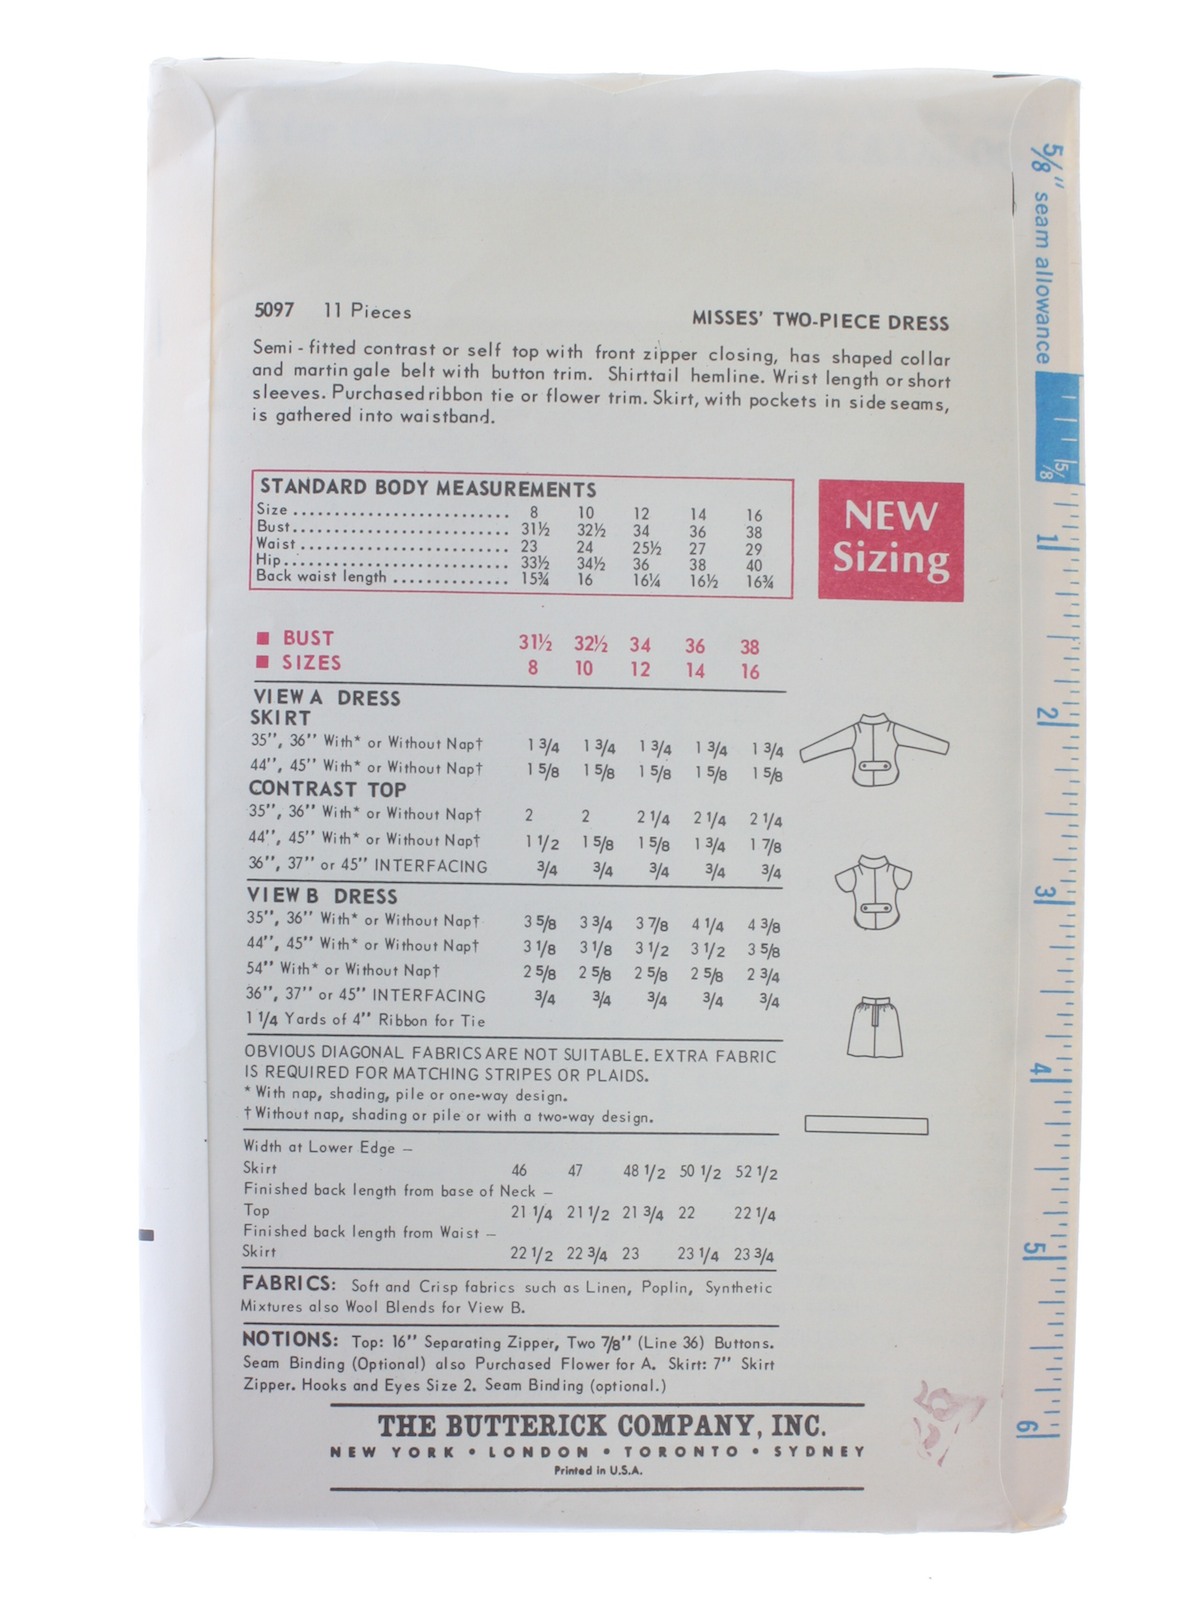 5097 11 Pieces MISSES' TWO-PIECE DRESS
Semi-fitted contrast or self top with front zipper closing, has shaped collar
and martingale belt with button trim. Shirttail hemline. Wrist length or short
sleeves. Purchased ribbon tie or flower trim. Skirt, with pockets in side seams,
is gathered into waistband.
STANDARD BODY MEASUREMENTS
Size 8 10 12 14 16
Bust 31½ 32½ 34 36 38
Waist 23 24 25½ 27 29
Hip 33½ 34½ 36 38 40
Back waist length 15¾ 16 16¼ 16½ 16¾
NEW
Sizing
■ BUST 31½ 32½ 34 36 38
■ SIZES 8 10 12 14 16
VIEW A DRESS
SKIRT
35", 36" With* or Without Nap† 1 3/4 1 3/4 1 3/4 1 3/4 1 3/4
44", 45" With* or Without Nap† 1 5/8 1 5/8 1 5/8 1 5/8 1 5/8
CONTRAST TOP
35", 36" With* or Without Nap† 2 2 2 1/4 2 1/4 2 1/4
44", 45" With* or Without Nap† 1 1/2 1 5/8 1 5/8 1 3/4 1 7/8
36", 37" or 45" INTERFACING 3/4 3/4 3/4 3/4 3/4
VIEW B DRESS
35", 36" With* or Without Nap† 3 5/8 3 3/4 3 7/8 4 1/4 4 3/8
44", 45" With* or Without Nap† 3 1/8 3 1/8 3 1/2 3 1/2 3 5/8
54" With* or Without Nap† 2 5/8 2 5/8 2 5/8 2 5/8 2 3/4
36", 37" or 45" INTERFACING 3/4 3/4 3/4 3/4 3/4
1 1/4 Yards of 4" Ribbon for Tie
OBVIOUS DIAGONAL FABRICS ARE NOT SUITABLE. EXTRA FABRIC
IS REQUIRED FOR MATCHING STRIPES OR PLAIDS.
* With nap, shading, pile or one-way design.
† Without nap, shading or pile or with a two-way design.
Width at Lower Edge —
Skirt 46 47 48 1/2 50 1/2 52 1/2
Finished back length from base of Neck —
Top 21 1/4 21 1/2 21 3/4 22 22 1/4
Finished back length from Waist —
Skirt 22 1/2 22 3/4 23 23 1/4 23 3/4
FABRICS: Soft and Crisp fabrics such as Linen, Poplin, Synthetic
Mixtures also Wool Blends for View B.
NOTIONS: Top: 16" Separating Zipper, Two 7/8" (Line 36) Buttons.
Seam Binding (Optional) also Purchased Flower for A. Skirt: 7" Skirt
Zipper. Hooks and Eyes Size 2. Seam Binding (optional.)
THE BUTTERICK COMPANY, INC.
NEW YORK • LONDON • TORONTO • SYDNEY
Printed in U.S.A.
5/8" seam allowance
5/8
1
2
3
4
5
6